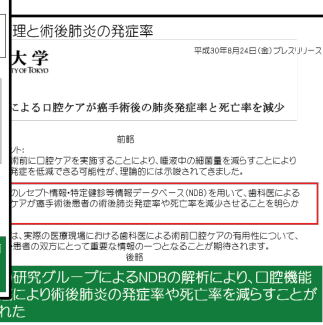 理と術後肺炎の発症率
大学
平成30年8月24日(金)プレスリリース
TY OF TOKYO
による口腔ケアが癌手術後の肺炎発症率と死亡率を減少
前略
ント:
術前に口腔ケアを実施することにより、唾液中の細菌量を減らすことにより
発症を低減できる可能性が、理論的には示唆されてきました。
のレセプト情報・特定健診等情報データベース(NDB)を用いて、歯科医による
ケアが癌手術後患者の術後肺炎発症率や死亡率を減少させることを明らか
は、実際の医療現場における歯科医による術前口腔ケアの有用性について、
患者の双方にとって重要な情報の一つとなることが期待されます。
後略
研究グループによるNDBの解析により、口腔機能
により術後肺炎の発症率や死亡率を減らすことが
れた